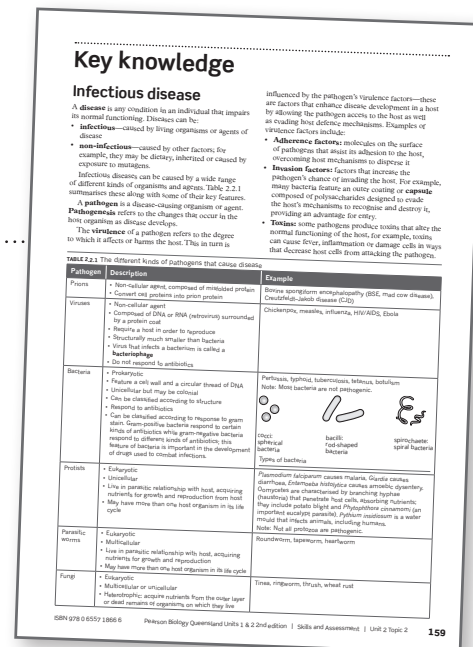 Key knowledge
Infectious disease
A disease is any condition in an individual that impairs
its normal functioning. Diseases can be:
• infectious—caused by living organisms or agents of
disease
• non-infectious—caused by other factors; for
example, they may be dietary, inherited or caused by
exposure to mutagens.
Infectious diseases can be caused by a wide range
of different kinds of organisms and agents. Table 2.2.1
summarises these along with some of their key features.
A pathogen is a disease-causing organism or agent.
Pathogenesis refers to the changes that occur in the
host organism as disease develops.
The virulence of a pathogen refers to the degree
to which it affects or harms the host. This in turn is
influenced by the pathogen's virulence factors—these
are factors that enhance disease development in a host
by allowing the pathogen access to the host as well
as evading host defence mechanisms. Examples of
virulence factors include:
• Adherence factors: molecules on the surface
of pathogens that assist its adhesion to the host,
overcoming host mechanisms to disperse it
• Invasion factors: factors that increase the
pathogen's chance of invading the host. For example,
many bacteria feature an outer coating or capsule
composed of polysaccharides designed to evade
the host's mechanisms to recognise and destroy it,
providing an advantage for entry.
• Toxins: some pathogens produce toxins that alter the
normal functioning of the host, for example, toxins
can cause fever, inflammation or damage cells in ways
that decrease host cells from attacking the pathogen.
TABLE 2.2.1 The different kinds of pathogens that cause disease
Pathogen Description Example
Prions
• Non-cellular agent, composed of misfolded protein
• Convert cell proteins into prion protein
Bovine spongiform encephalopathy (BSE, mad cow disease),
Creutzfeldt-Jakob disease (CJD)
Viruses
• Non-cellular agent
• Composed of DNA or RNA (retrovirus) surrounded
by a protein coat
• Require a host in order to reproduce
• Structurally much smaller than bacteria
• Virus that infects a bacterium is called a
bacteriophage
• Do not respond to antibiotics
Chickenpox, measles, influenza, HIV/AIDS, Ebola
Bacteria
• Prokaryotic
• Feature a cell wall and a circular thread of DNA
• Unicellular but may be colonial
• Can be classified according to structure
• Respond to antibiotics
• Can be classified according to response to gram
stain. Gram-positive bacteria respond to certain
kinds of antibiotics while gram-negative bacteria
respond to different kinds of antibiotics; this
feature of bacteria is important in the development
of drugs used to combat infections.
Pertussis, typhoid, tuberculosis, tetanus, botulism
Note: Most bacteria are not pathogenic.
cocci:
spherical
bacteria
bacilli:
rod-shaped
bacteria
spirochaete:
spiral bacteria
Types of bacteria
Protists
• Eukaryotic
• Unicellular
• Live in parasitic relationship with host, acquiring
nutrients for growth and reproduction from host
• May have more than one host organism in its life
cycle
Plasmodium falciparum causes malaria, Giardia causes
diarrhoea, Entamoeba histolytica causes amoebic dysentery.
Oomycetes are characterised by branching hyphae
(haustoria) that penetrate host cells, absorbing nutrients;
they include potato blight and Phytophthora cinnamomi (an
important eucalypt parasite). Pythium insidiosum is a water
mould that infects animals, including humans.
Note: Not all protozoa are pathogenic.
Parasitic
worms
• Eukaryotic
• Multicellular
• Live in parasitic relationship with host, acquiring
nutrients for growth and reproduction
• May have more than one host organism in its life cycle
Roundworm, tapeworm, heartworm
Fungi
• Eukaryotic
• Multicellular or unicellular
• Heterotrophic; acquire nutrients from the outer layer
or dead remains of organisms on which they live
Tinea, ringworm, thrush, wheat rust
ISBN 978 0 6557 1866 6 Pearson Biology Queensland Units 1 & 2 2nd edition | Skills and Assessment | Unit 2 Topic 2 159